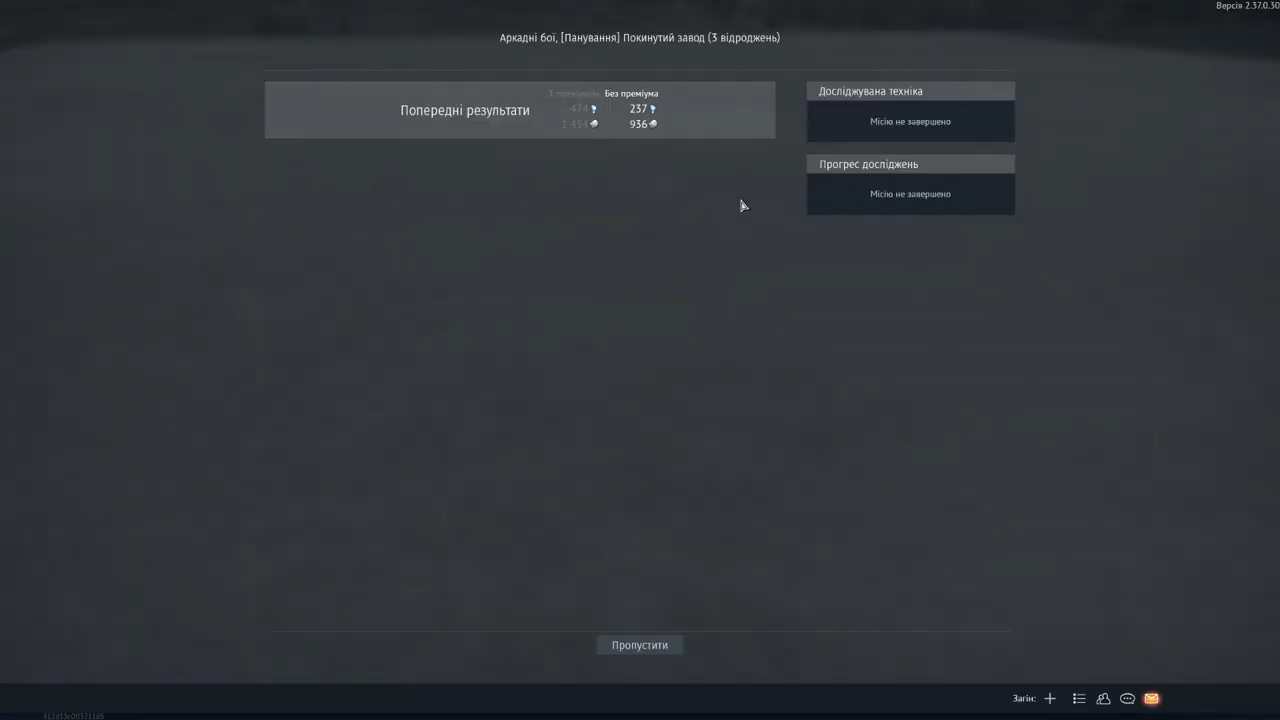 Версія 2.37.0.30
Аркадні бої, [Панування] Покинутий завод (3 відроджень)
З преміумом Без преміума
Попередні результати
474 237
1 454 936
Досліджувана техніка
Місію не завершено
Прогрес досліджень
Місію не завершено
Пропустити
Загін: